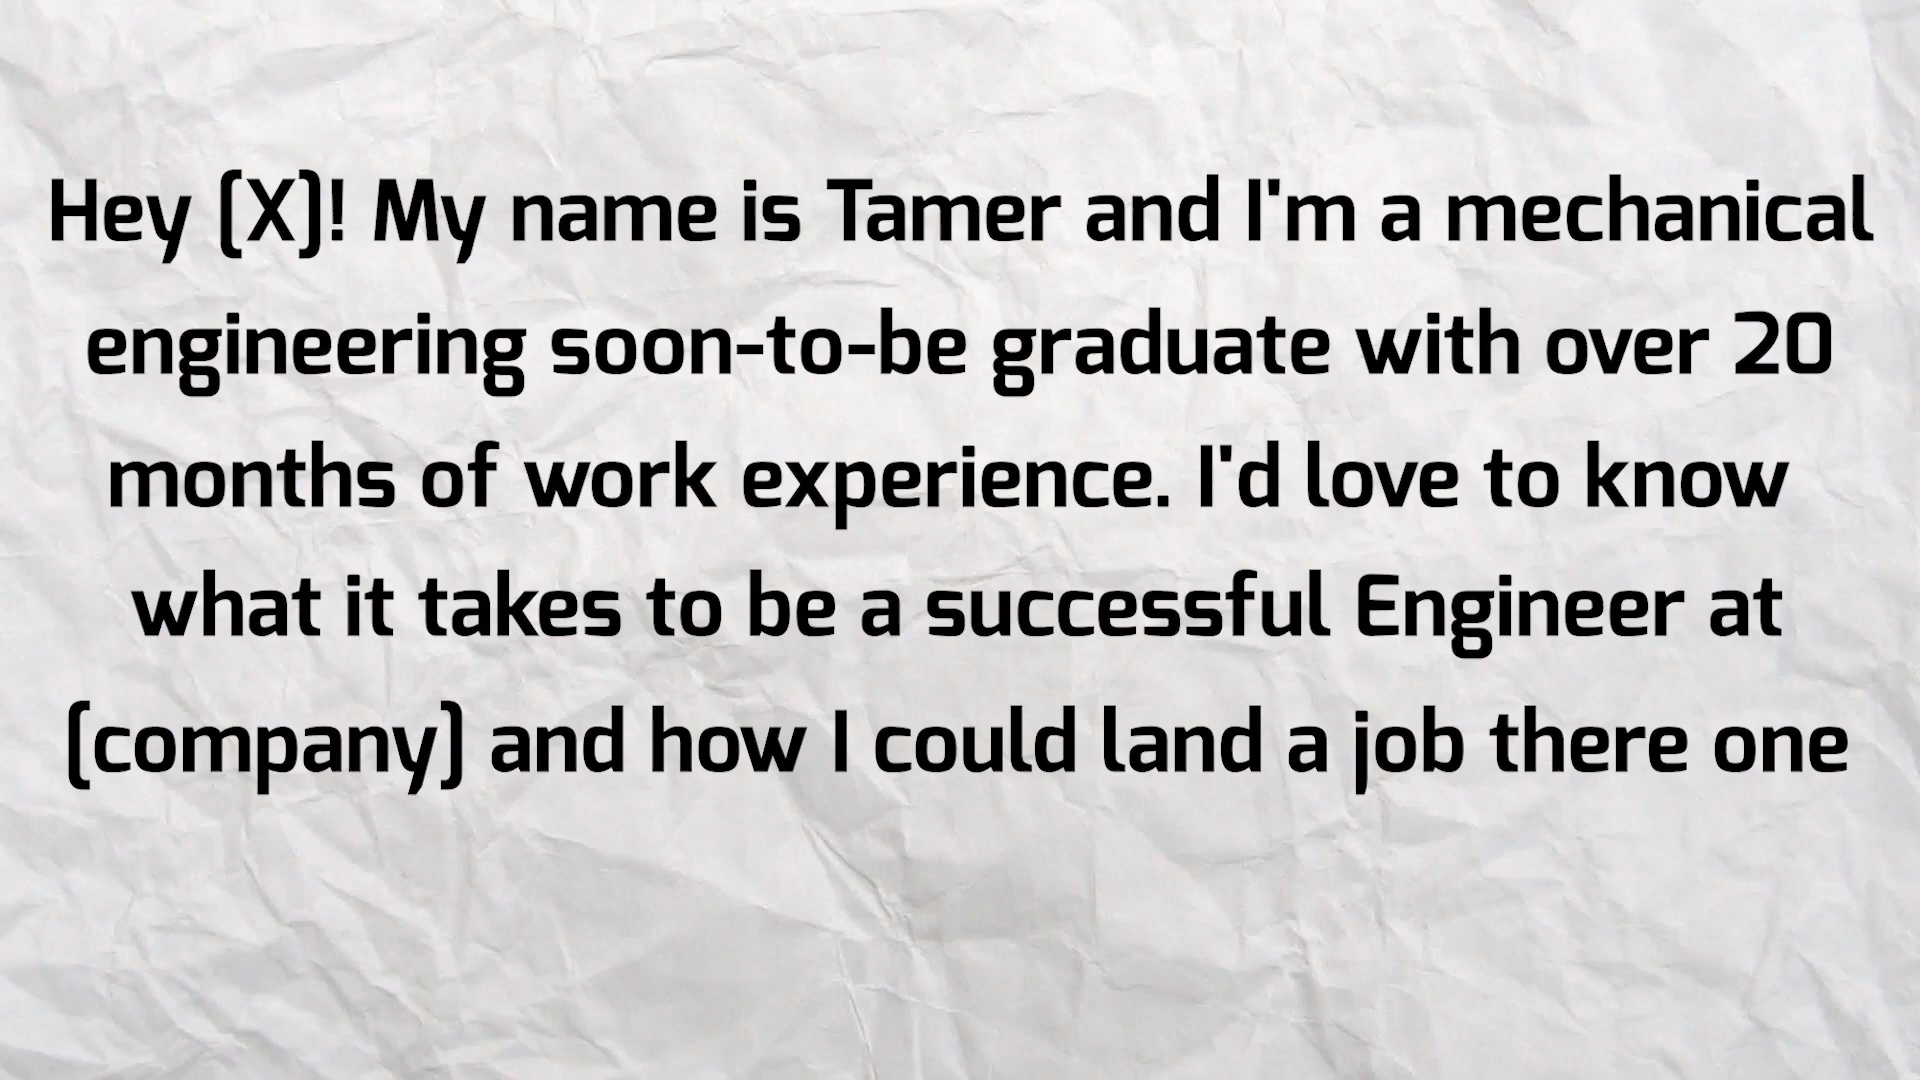 Hey [X]! My name is Tamer and I'm a mechanical
engineering soon-to-be graduate with over 20
months of work experience. I'd love to know
what it takes to be a successful Engineer at
[company] and how I could land a job there one